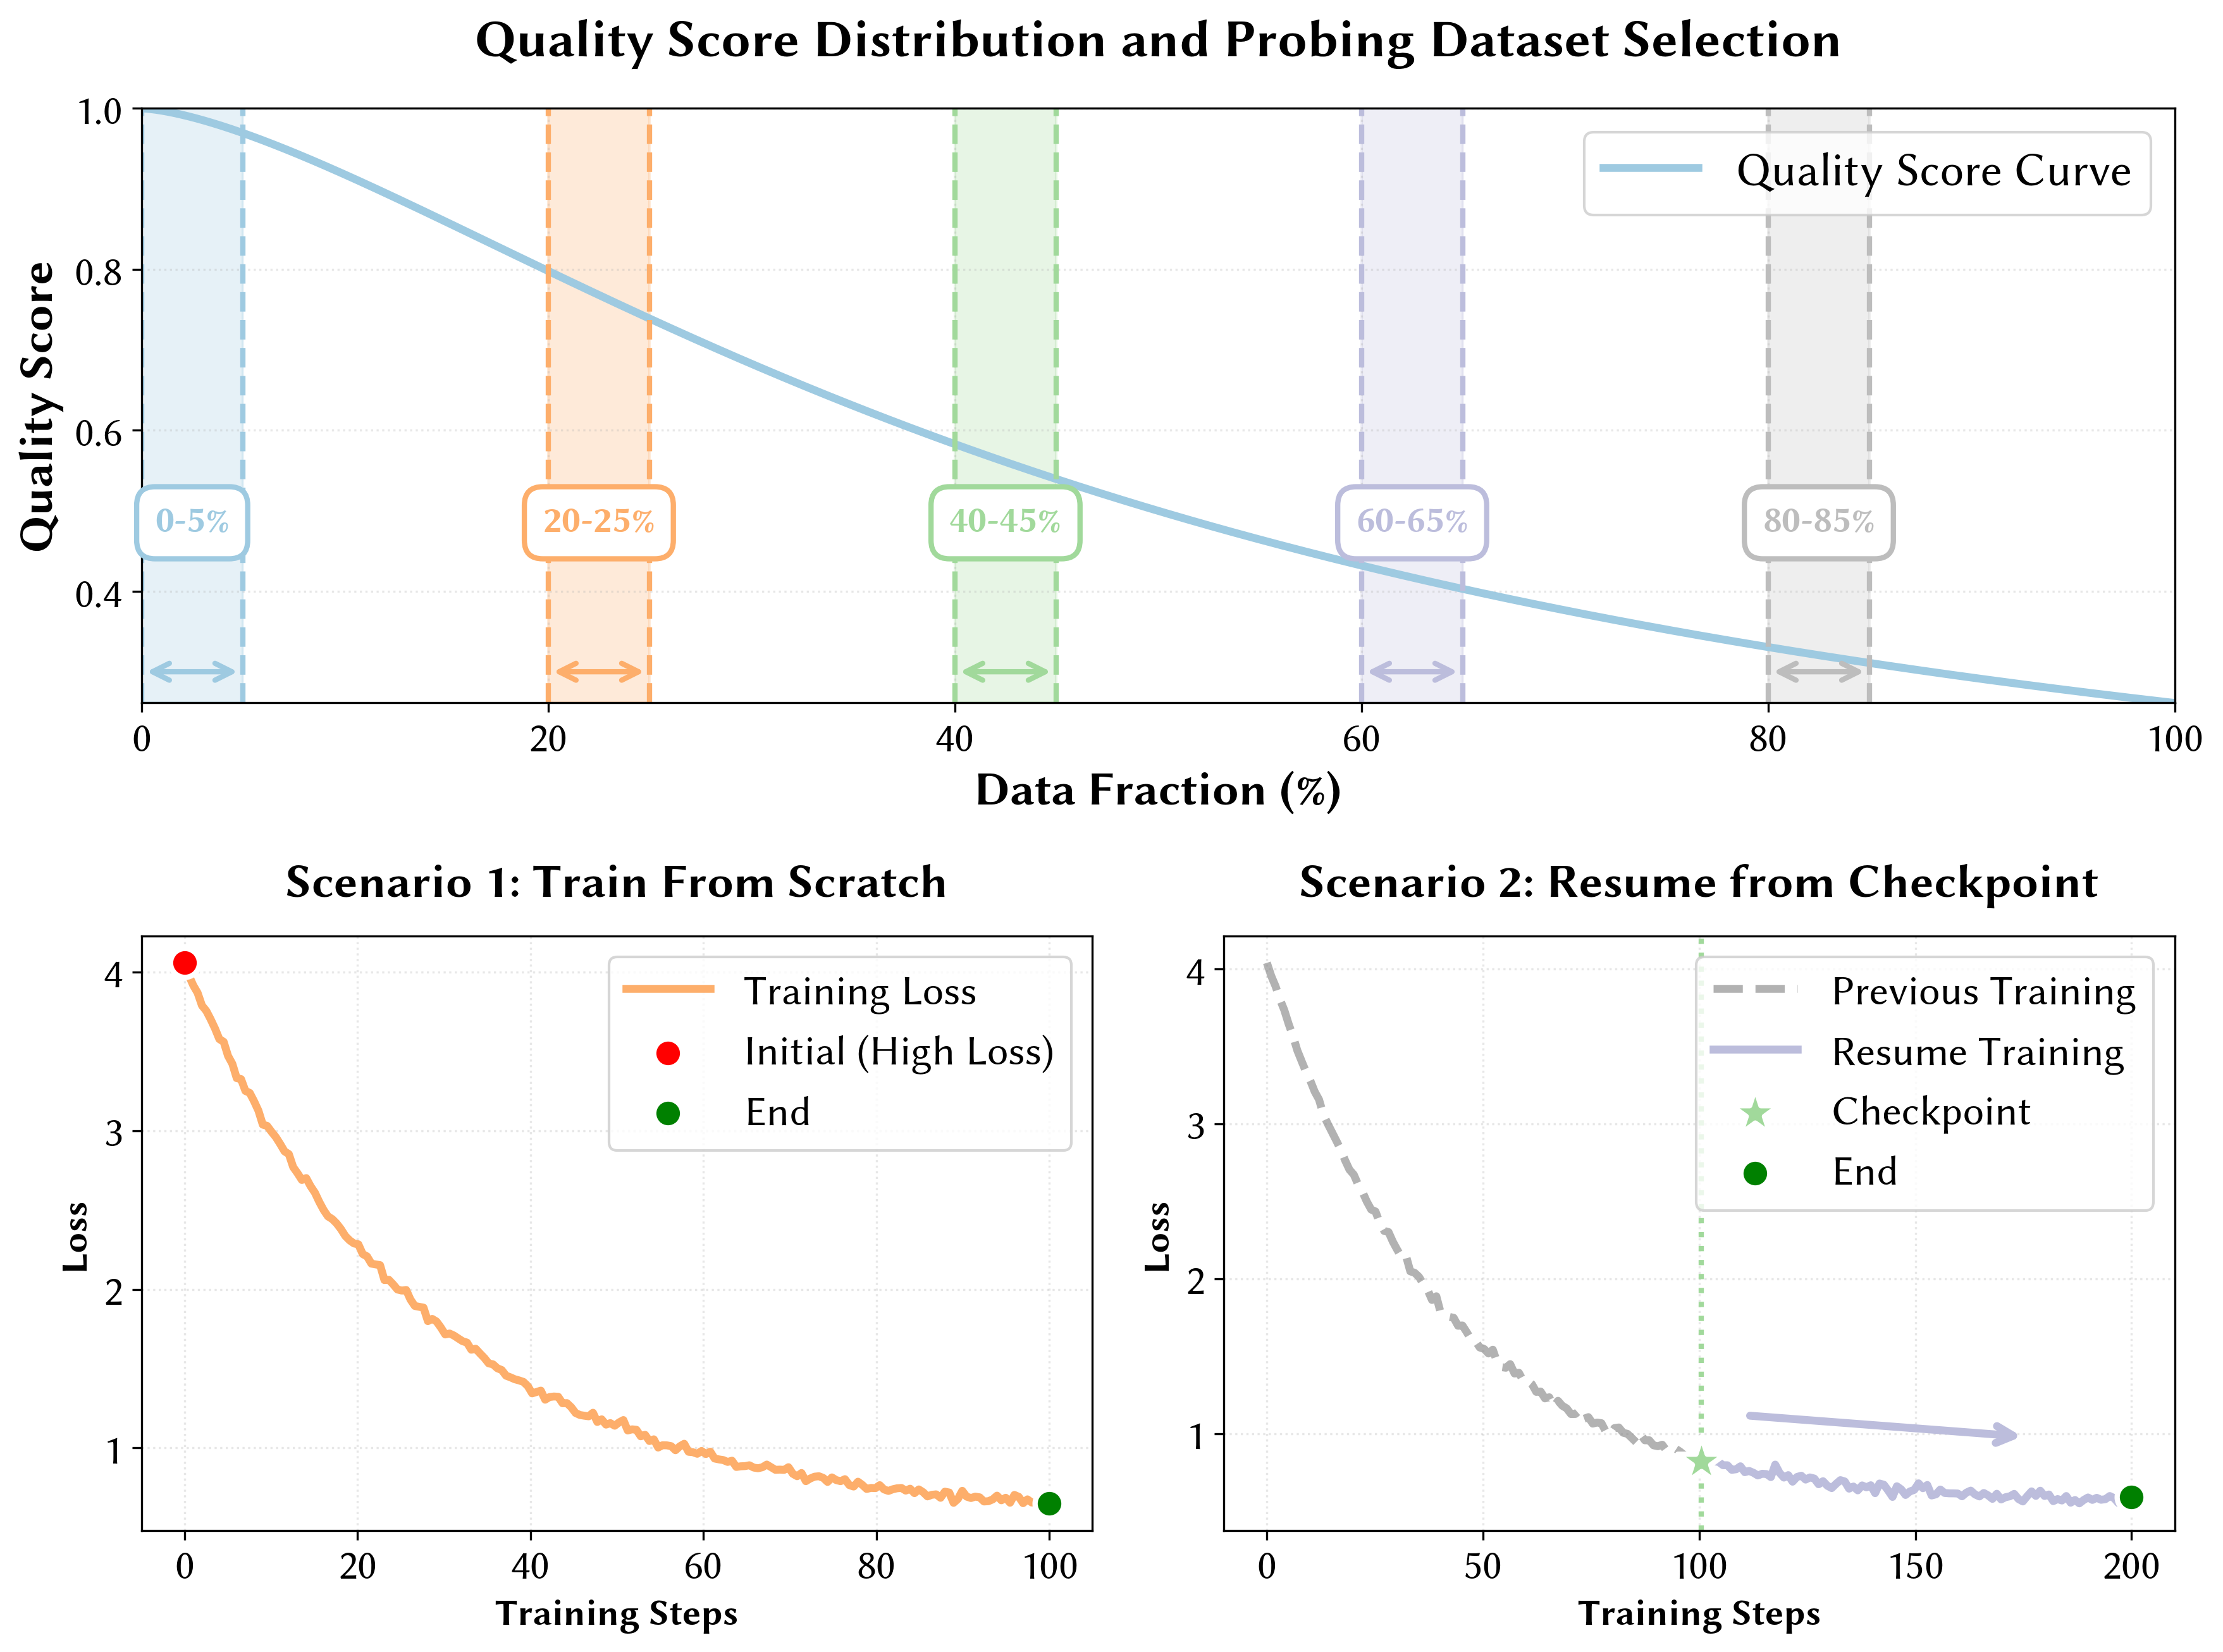 Quality Score Distribution and Probing Dataset Selection
1.0
0.8
0.6
0.4
Quality Score
Quality Score Curve
0-5%
20-25%
40-45%
60-65%
80-85%
0
20
40
60
80
100
Data Fraction (%)
Scenario 1: Train From Scratch
4
3
2
1
Loss
Training Loss
Initial (High Loss)
End
0
20
40
60
80
100
Training Steps
Scenario 2: Resume from Checkpoint
4
3
2
1
Loss
Previous Training
Resume Training
Checkpoint
End
0
50
100
150
200
Training Steps